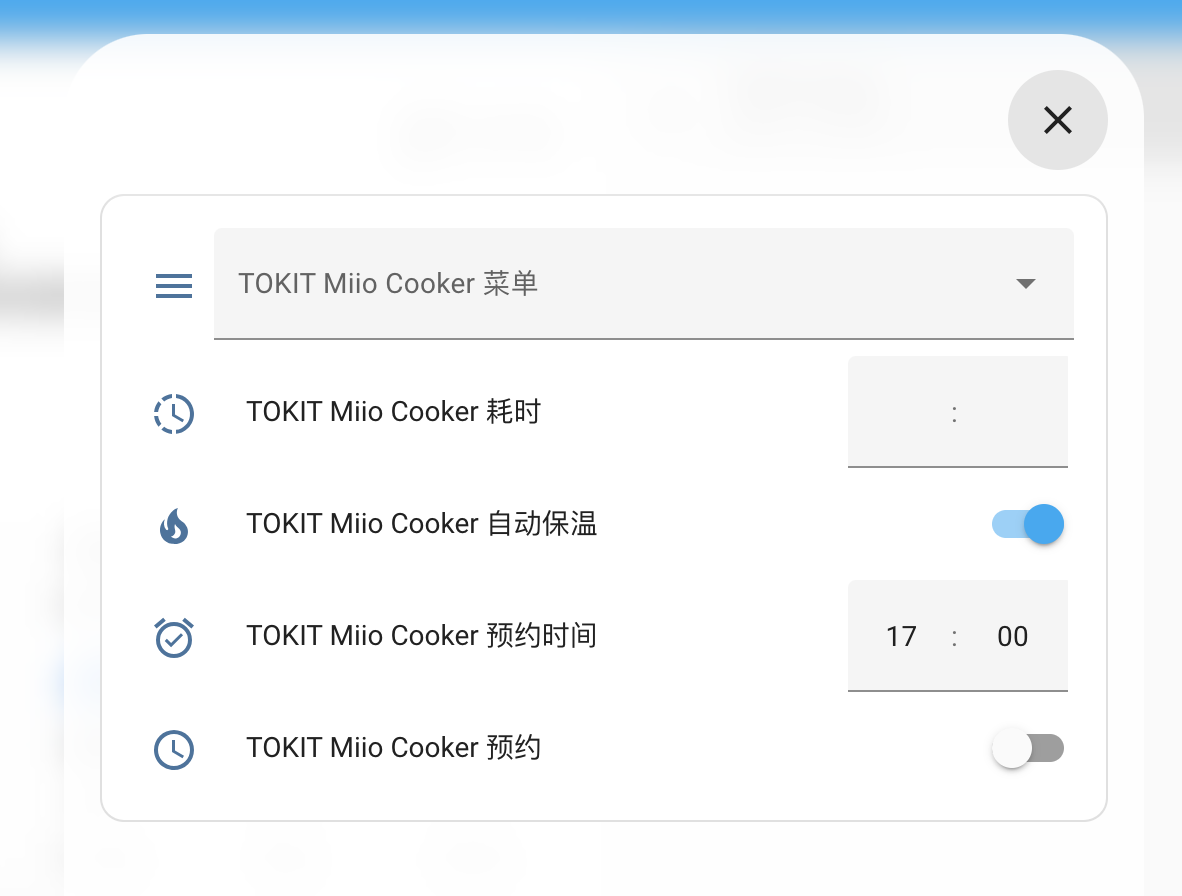 TOKIT Miio Cooker 菜单
TOKIT Miio Cooker 耗时 :
TOKIT Miio Cooker 自动保温
TOKIT Miio Cooker 预约时间 17 : 00
TOKIT Miio Cooker 预约